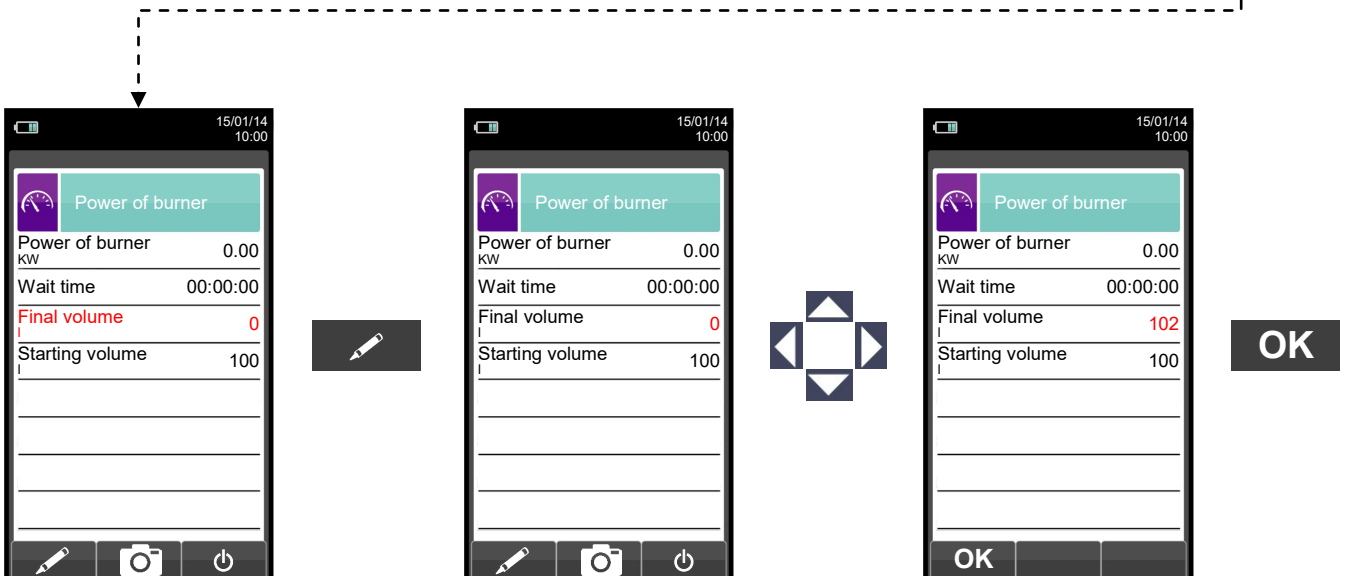 15/01/14
10:00
Power of burner
Power of burner 0.00
KW
Wait time 00:00:00
Final volume 0
l
Starting volume 100
l
15/01/14
10:00
Power of burner
Power of burner 0.00
KW
Wait time 00:00:00
Final volume 0
l
Starting volume 100
l
15/01/14
10:00
Power of burner
Power of burner 0.00
KW
Wait time 00:00:00
Final volume 102
l
Starting volume 100
l
OK
OK